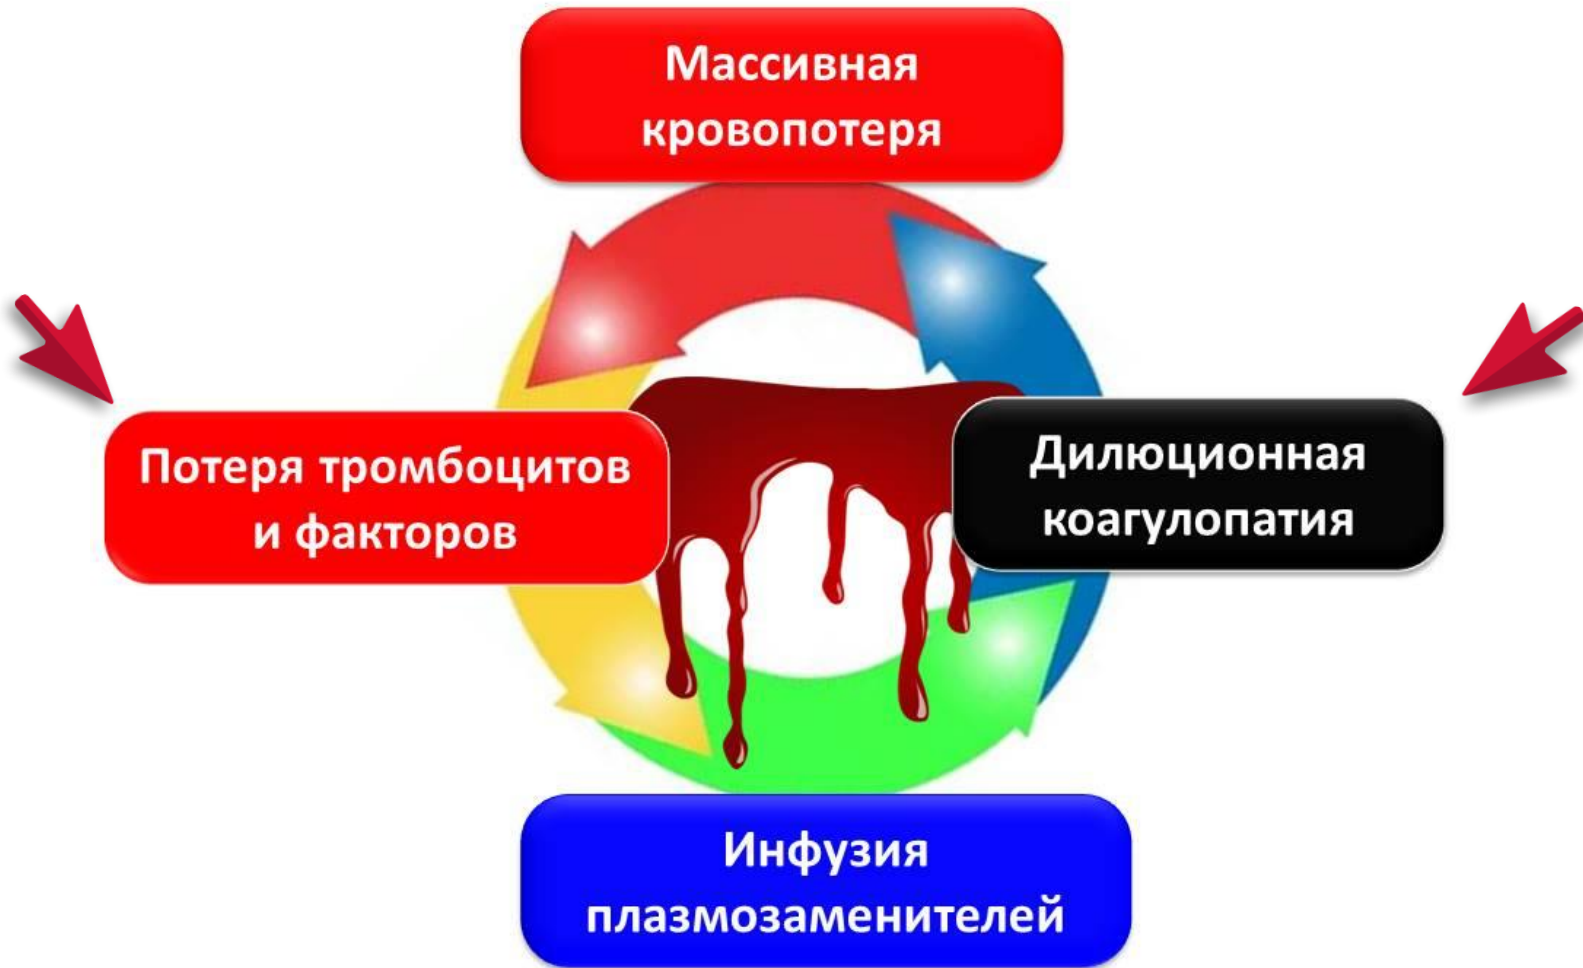 Массивная
кровопотеря
Потеря тромбоцитов
и факторов
Дилюционная
коагулопатия
Инфузия
плазмозаменителей